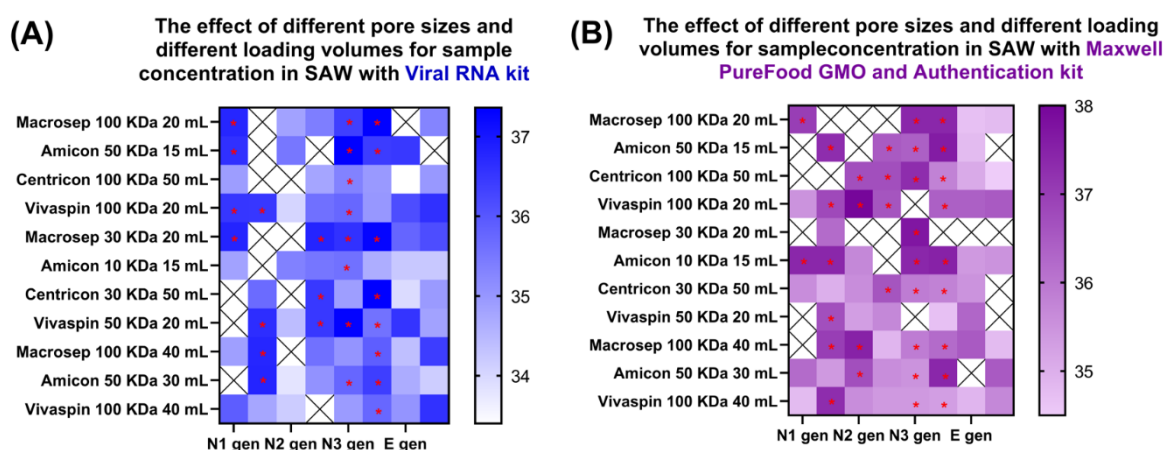 (A)
The effect of different pore sizes and
different loading volumes for sample
concentration in SAW with Viral RNA kit
Macrosep 100 KDa 20 mL
Amicon 50 KDa 15 mL
Centricon 100 KDa 50 mL
Vivaspin 100 KDa 20 mL
Macrosep 30 KDa 20 mL
Amicon 10 KDa 15 mL
Centricon 30 KDa 50 mL
Vivaspin 50 KDa 20 mL
Macrosep 100 KDa 40 mL
Amicon 50 KDa 30 mL
Vivaspin 100 KDa 40 mL
N1 gen N2 gen N3 gen E gen
37
36
35
34
(B)
The effect of different pore sizes and different loading
volumes for sampleconcentration in SAW with Maxwell
PureFood GMO and Authentication kit
Macrosep 100 KDa 20 mL
Amicon 50 KDa 15 mL
Centricon 100 KDa 50 mL
Vivaspin 100 KDa 20 mL
Macrosep 30 KDa 20 mL
Amicon 10 KDa 15 mL
Centricon 30 KDa 50 mL
Vivaspin 50 KDa 20 mL
Macrosep 100 KDa 40 mL
Amicon 50 KDa 30 mL
Vivaspin 100 KDa 40 mL
N1 gen N2 gen N3 gen E gen
38
37
36
35